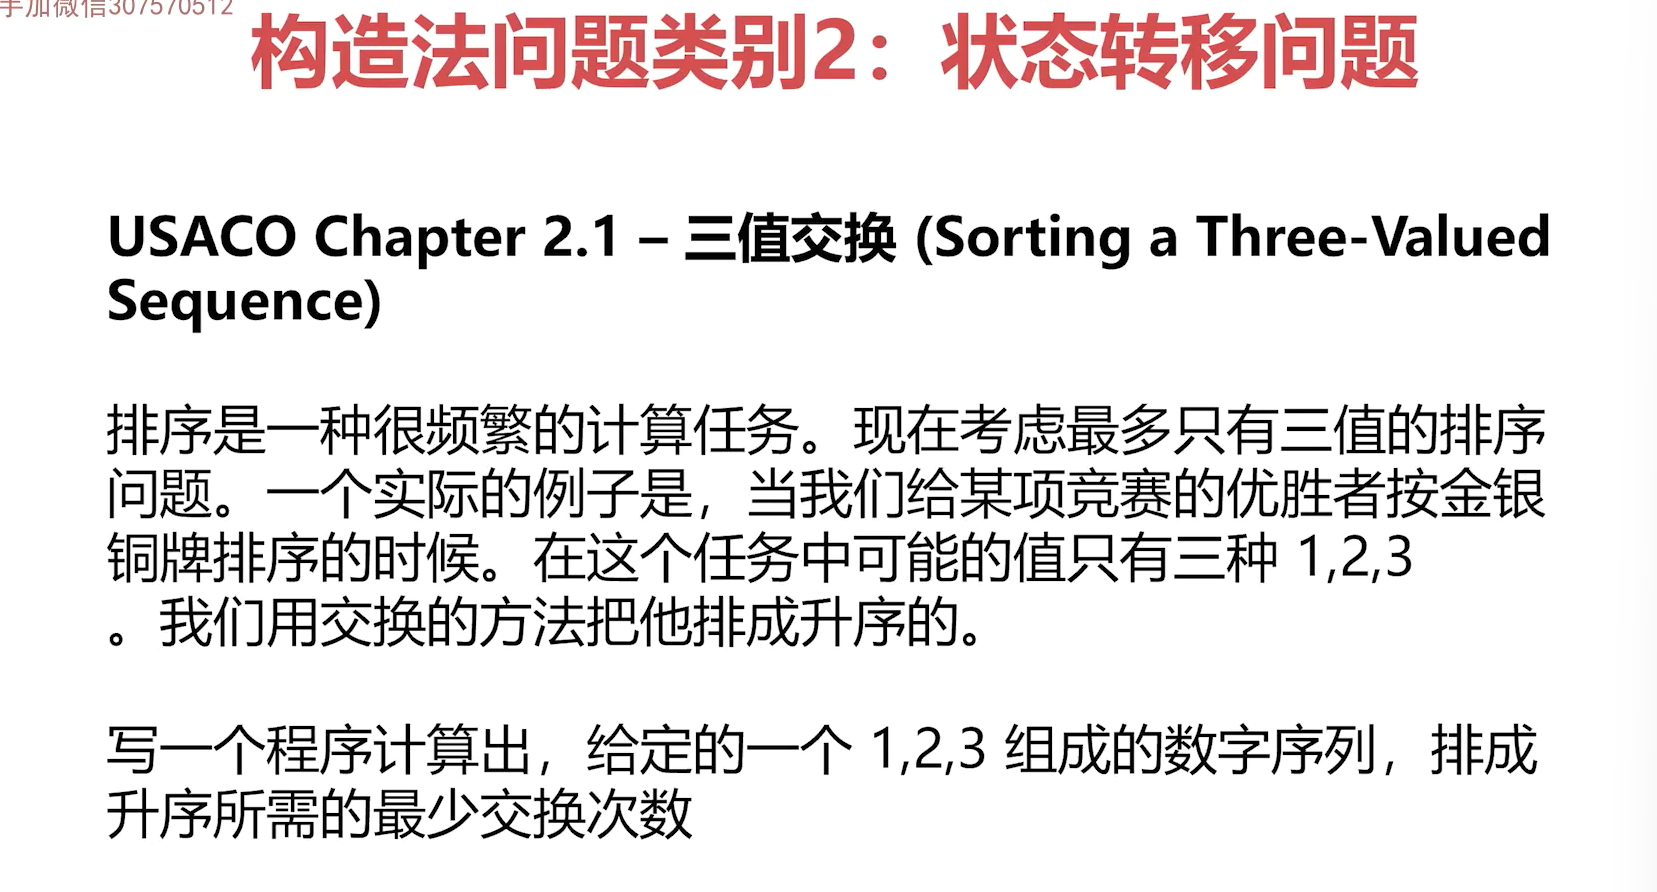 手加微信307570512
构造法问题类别2：状态转移问题
USACO Chapter 2.1 – 三值交换 (Sorting a Three-Valued
Sequence)
排序是一种很频繁的计算任务。现在考虑最多只有三值的排序
问题。一个实际的例子是，当我们给某项竞赛的优胜者按金银
铜牌排序的时候。在这个任务中可能的值只有三种 1,2,3
。我们用交换的方法把他排成升序的。
写一个程序计算出，给定的一个 1,2,3 组成的数字序列，排成
升序所需的最少交换次数